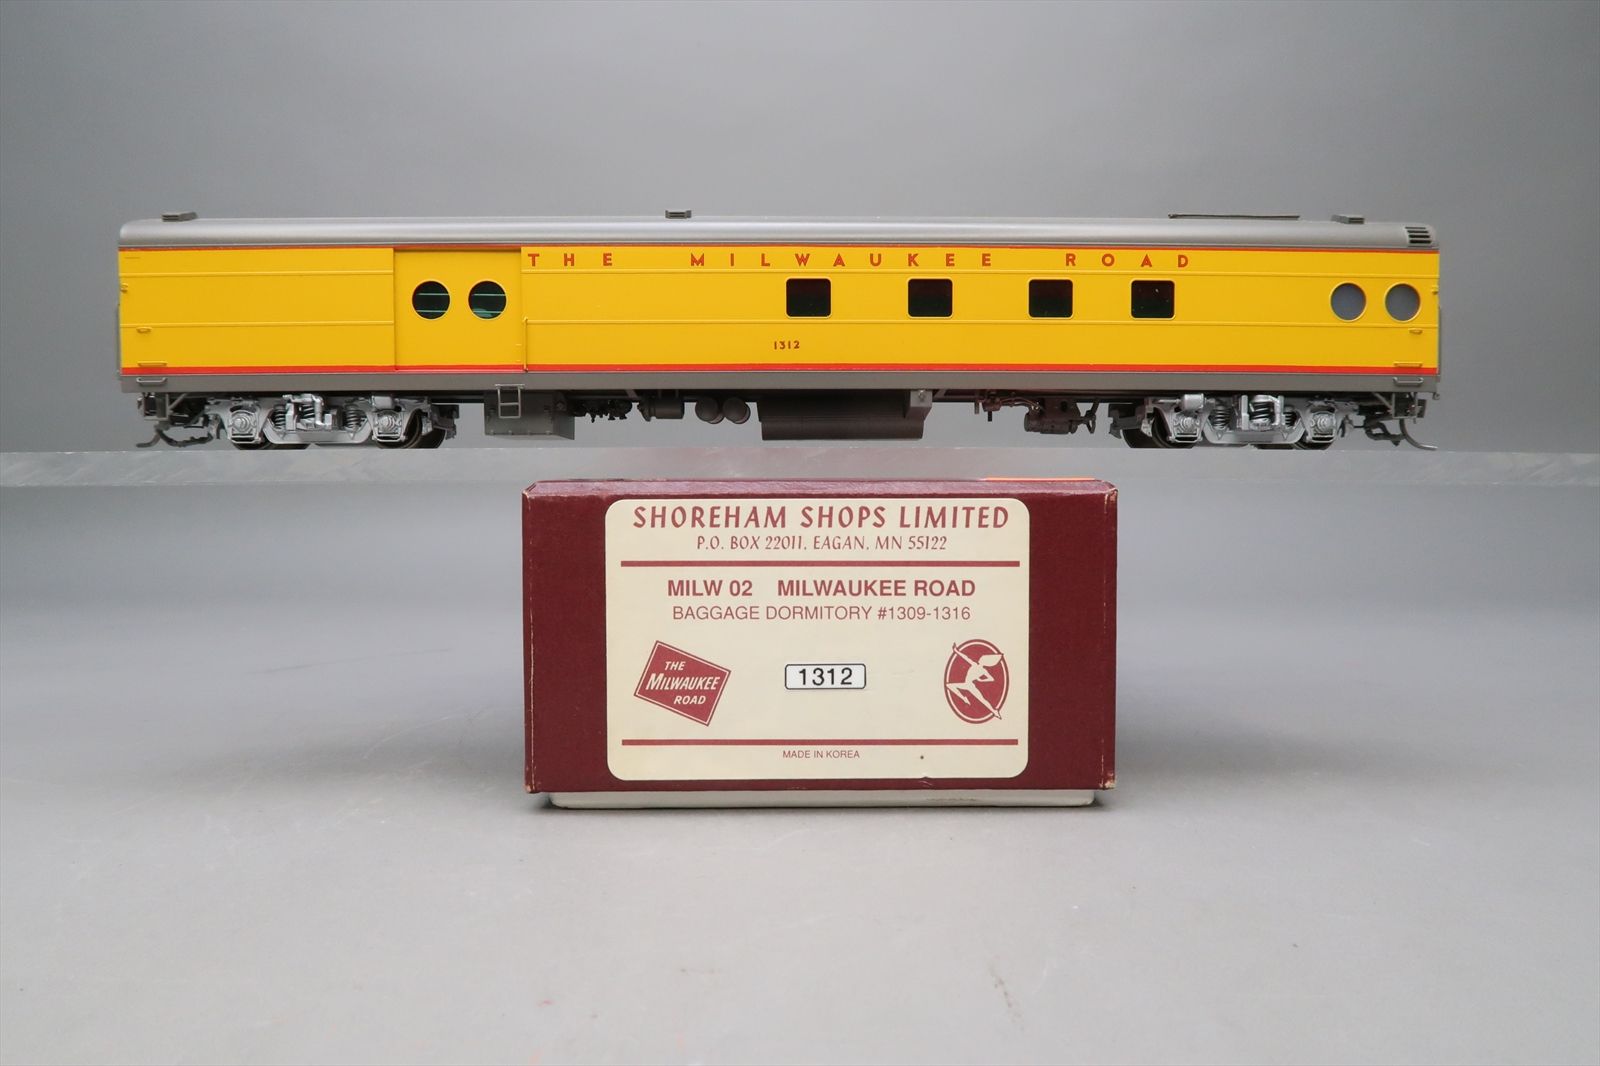 THE MILWAUKEE ROAD
1312
SHOREHAM SHOPS LIMITED
P.O. BOX 22011, EAGAN, MN 55122
MILW 02 MILWAUKEE ROAD
BAGGAGE DORMITORY #1309-1316
THE
MILWAUKEE
ROAD
1312
MADE IN KOREA